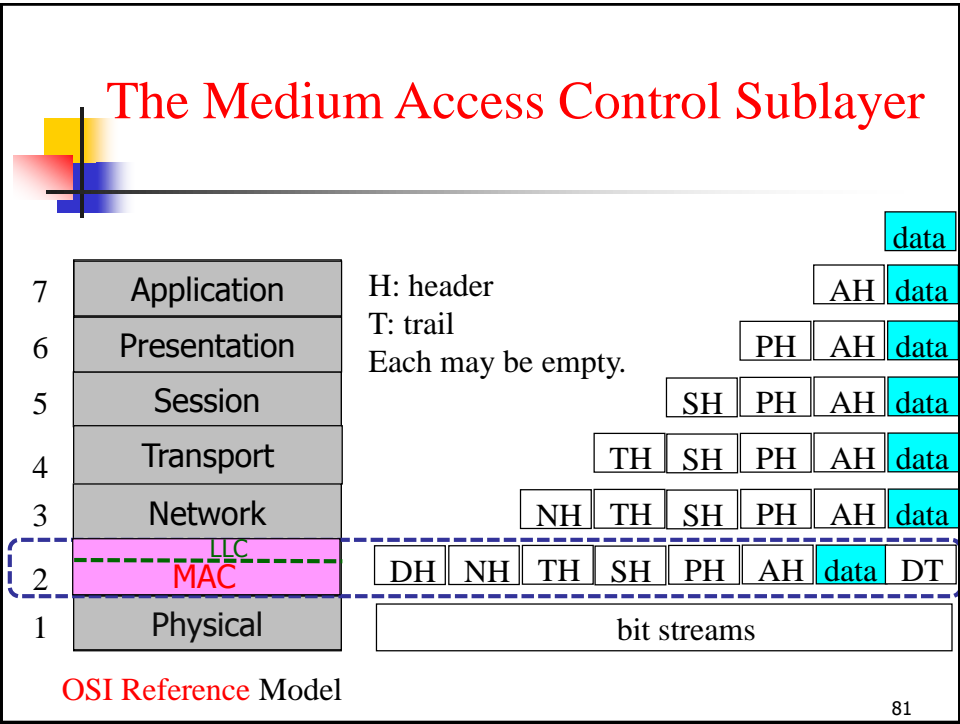 The Medium Access Control Sublayer
data
7 Application H: header AH data
T: trail
6 Presentation PH AH data
Each may be empty.
5 Session SH PH AH data
4 Transport TH SH PH AH data
3 Network NH TH SH PH AH data
LLC
2 MAC DH NH TH SH PH AH data DT
1 Physical bit streams
OSI Reference Model
81